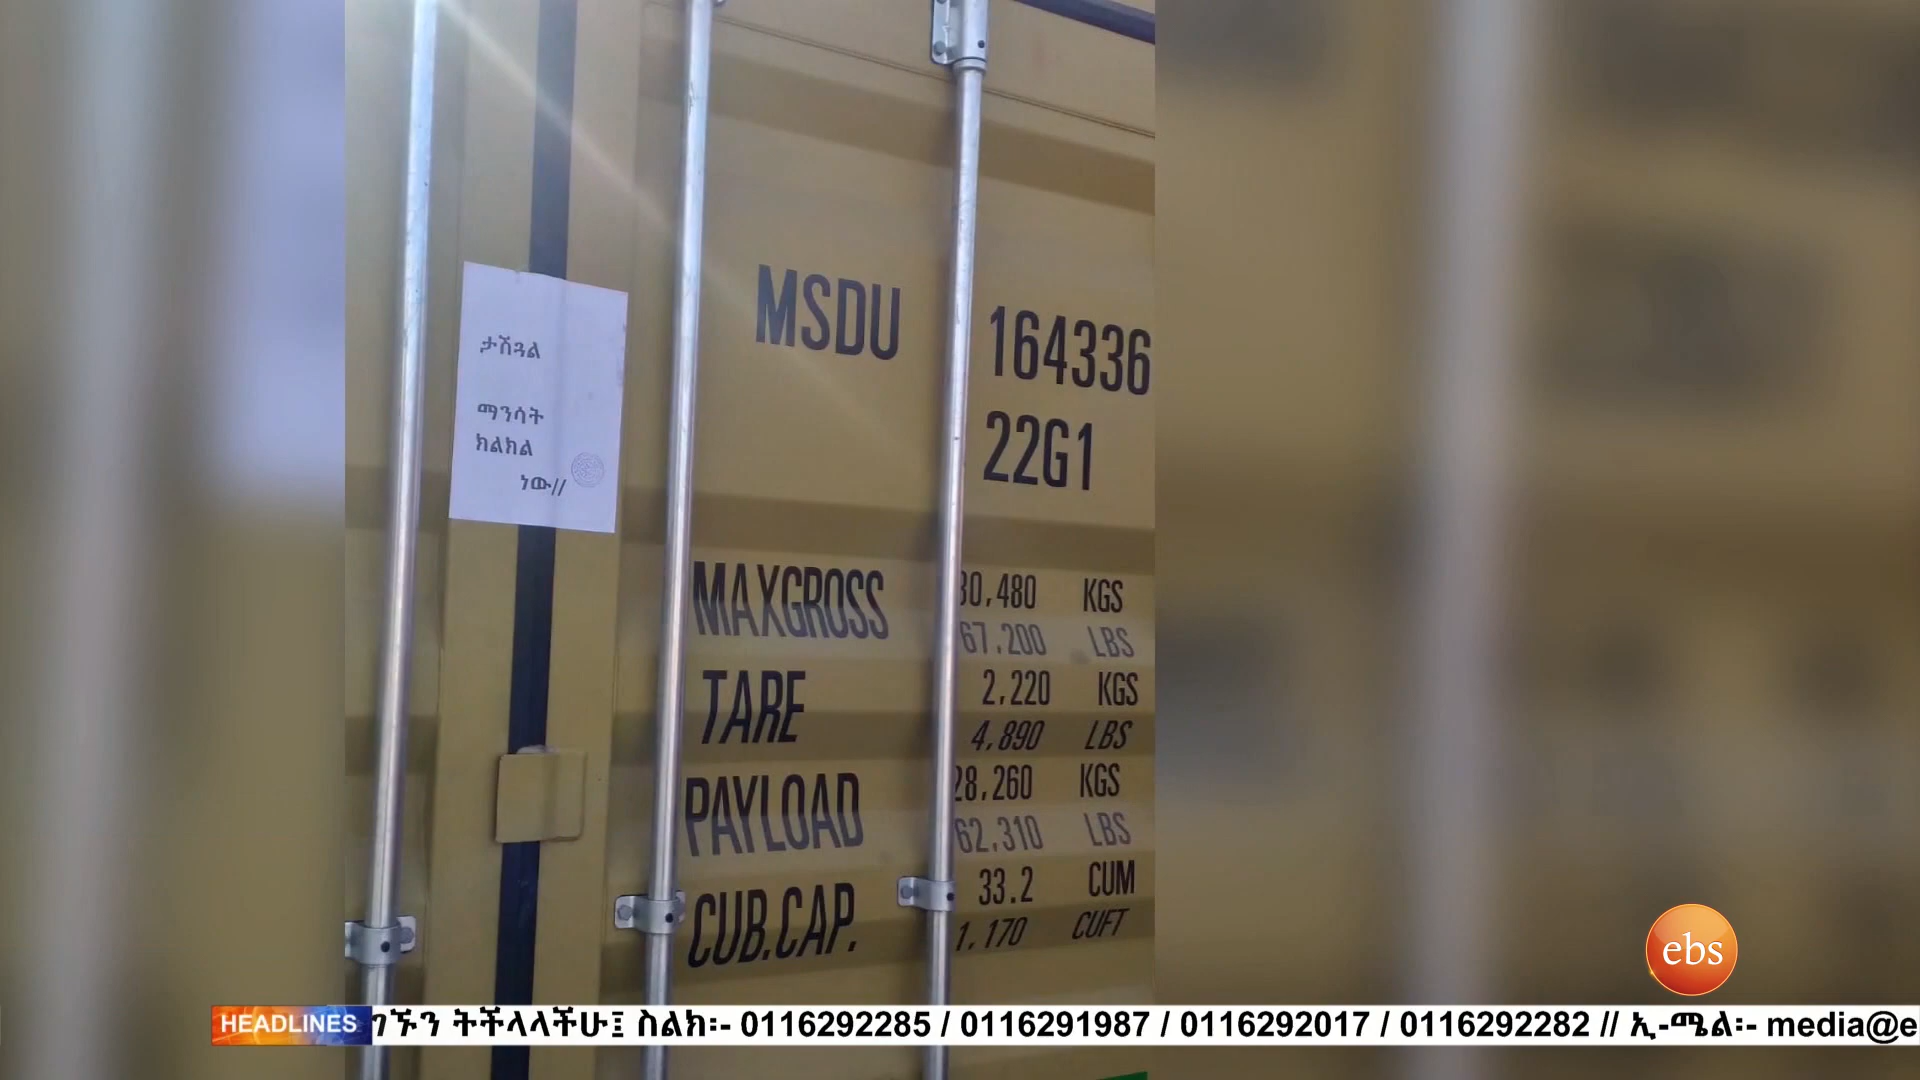 ታሽጓል
ማንሳት
ክልክል
ነው//
MSDU 164336
22G1
MAXGROSS 30,480 KGS
67.200 LBS
TARE 2,220 KGS
4,890 LBS
PAYLOAD 28,260 KGS
62,310 LBS
CUB.CAP. 33.2 CUM
1,170 CUFT
ebs
HEADLINES ትችላላችሁ፤ ስልክ፡- 0116292285 / 0116291987 / 0116292017 / 0116292282 // ኢ-ሜል፡- media@e